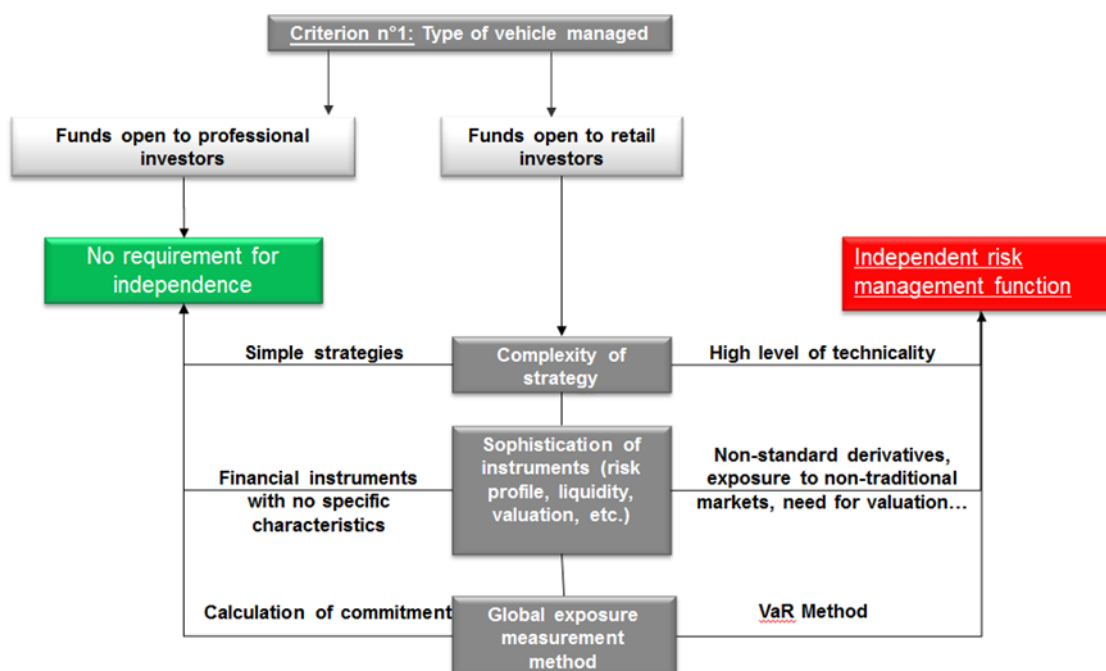 Criterion n°1: Type of vehicle managed
Funds open to professional
investors
Funds open to retail
investors
No requirement for
independence
Independent risk
management function
Simple strategies
Complexity of
strategy
High level of technicality
Financial instruments
with no specific
characteristics
Sophistication of
instruments (risk
profile, liquidity,
valuation, etc.)
Non-standard derivatives,
exposure to non-traditional
markets, need for valuation…
Calculation of commitment
Global exposure
measurement
method
VaR Method